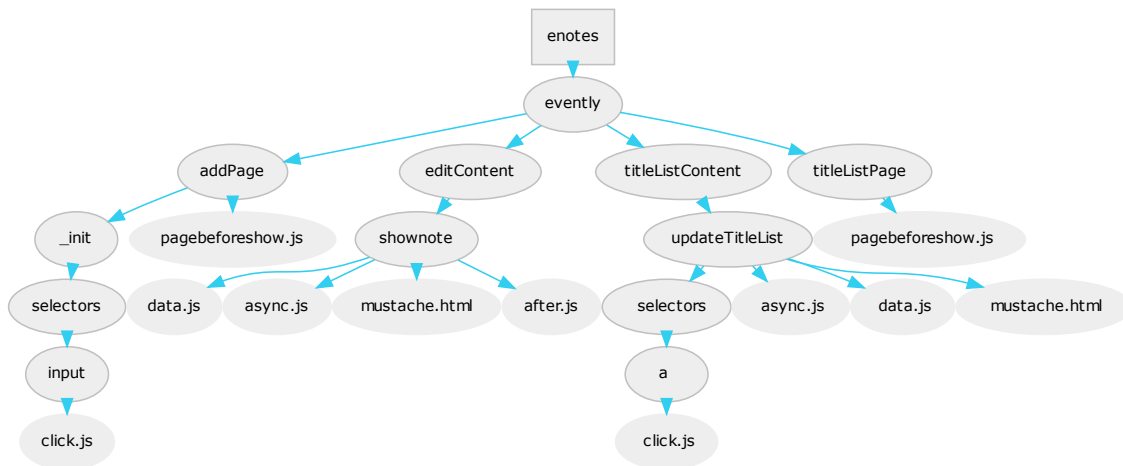 enotes
evently
addPage
editContent
titleListContent
titleListPage
_init
pagebeforeshow.js
shownote
updateTitleList
pagebeforeshow.js
selectors
data.js
async.js
mustache.html
after.js
selectors
async.js
data.js
mustache.html
input
a
click.js
click.js